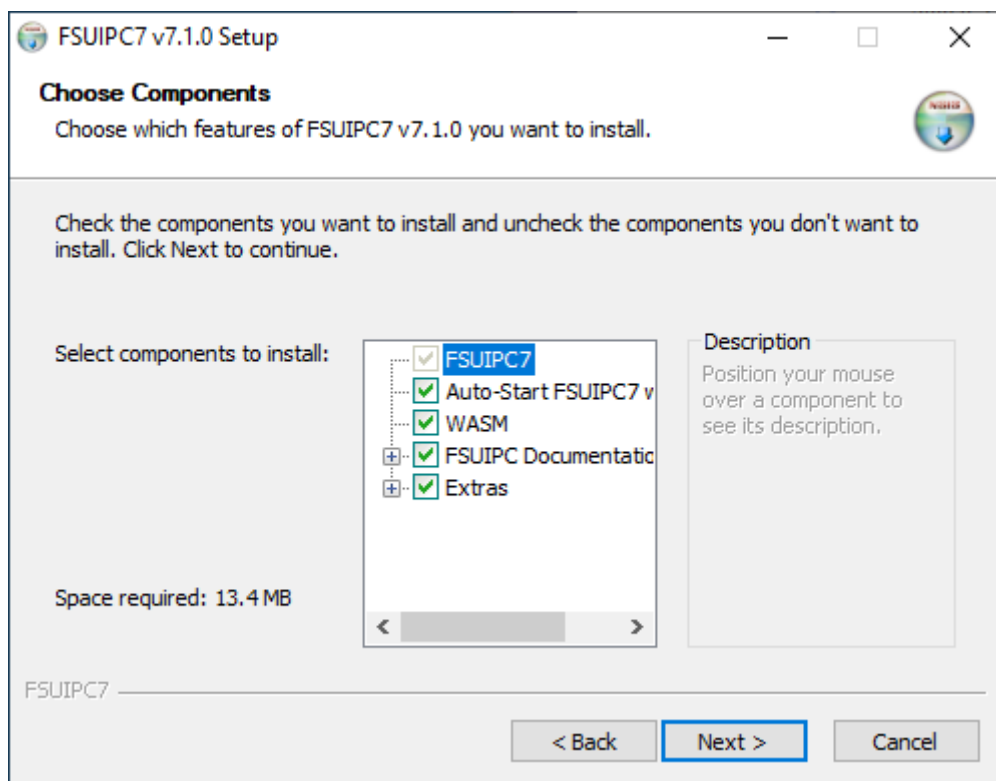 FSUIPC7 v7.1.0 Setup
Choose Components
Choose which features of FSUIPC7 v7.1.0 you want to install.
Check the components you want to install and uncheck the components you don't want to
install. Click Next to continue.
Select components to install:
FSUIPC7
Auto-Start FSUIPC7 w
WASM
FSUIPC Documentatio
Extras
Description
Position your mouse
over a component to
see its description.
Space required: 13.4 MB
FSUIPC7
< Back
Next >
Cancel